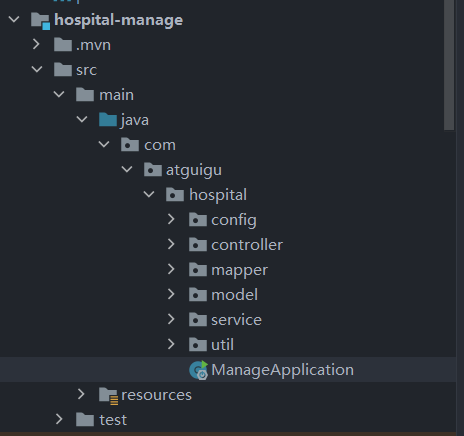 hospital-manage
.mvn
src
main
java
com
atguigu
hospital
config
controller
mapper
model
service
util
ManageApplication
resources
test